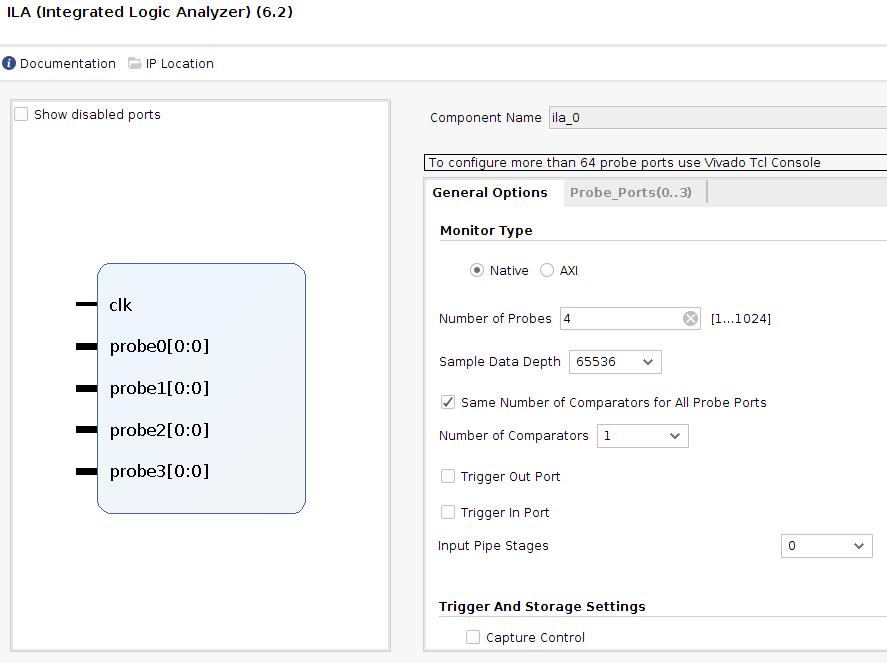 ILA (Integrated Logic Analyzer) (6.2)
Documentation IP Location
Show disabled ports
clk
probe0[0:0]
probe1[0:0]
probe2[0:0]
probe3[0:0]
Component Name ila_0
To configure more than 64 probe ports use Vivado Tcl Console
General Options Probe_Ports(0..3)
Monitor Type
Native AXI
Number of Probes 4 [1...1024]
Sample Data Depth 65536
Same Number of Comparators for All Probe Ports
Number of Comparators 1
Trigger Out Port
Trigger In Port
Input Pipe Stages 0
Trigger And Storage Settings
Capture Control